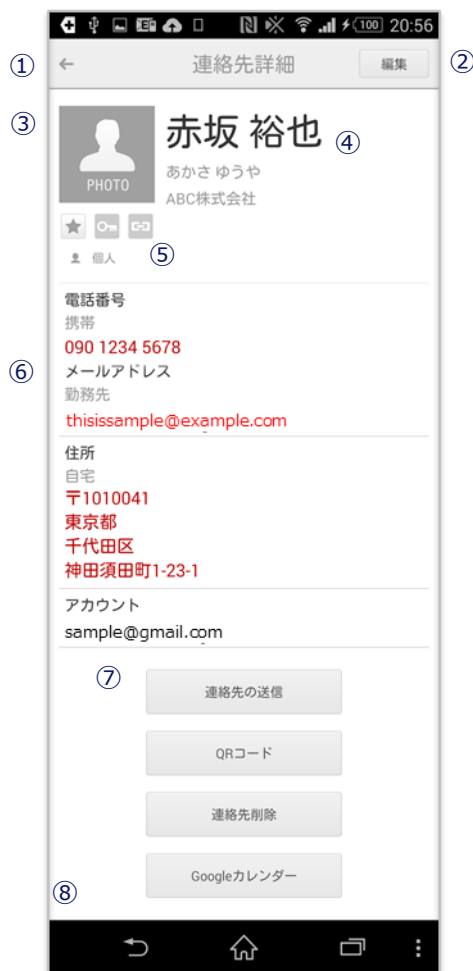 100 20:56
① 連絡先詳細 編集 ②
③
PHOTO
赤坂 裕也 ④
あかさ ゆうや
ABC株式会社
個人 ⑤
電話番号
携帯
090 1234 5678
⑥ メールアドレス
勤務先
thisissample@example.com
住所
自宅
〒1010041
東京都
千代田区
神田須田町1-23-1
アカウント
sample@gmail.com
⑦ 連絡先の送信
QRコード
連絡先削除
Googleカレンダー
⑧